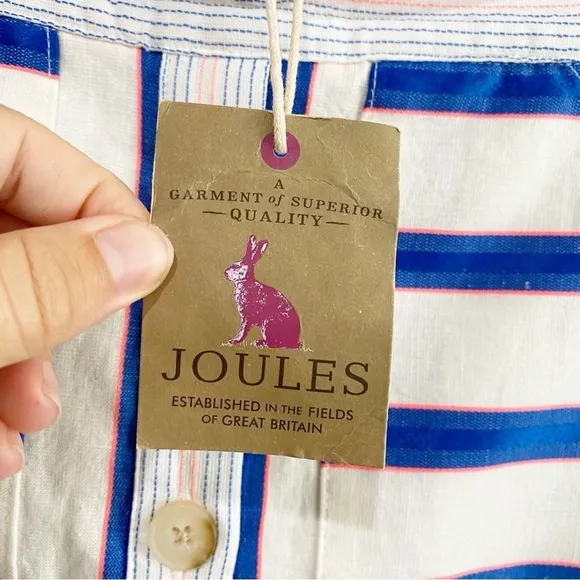 A
GARMENT of SUPERIOR
— QUALITY —
JOULES
ESTABLISHED IN THE FIELDS
OF GREAT BRITAIN